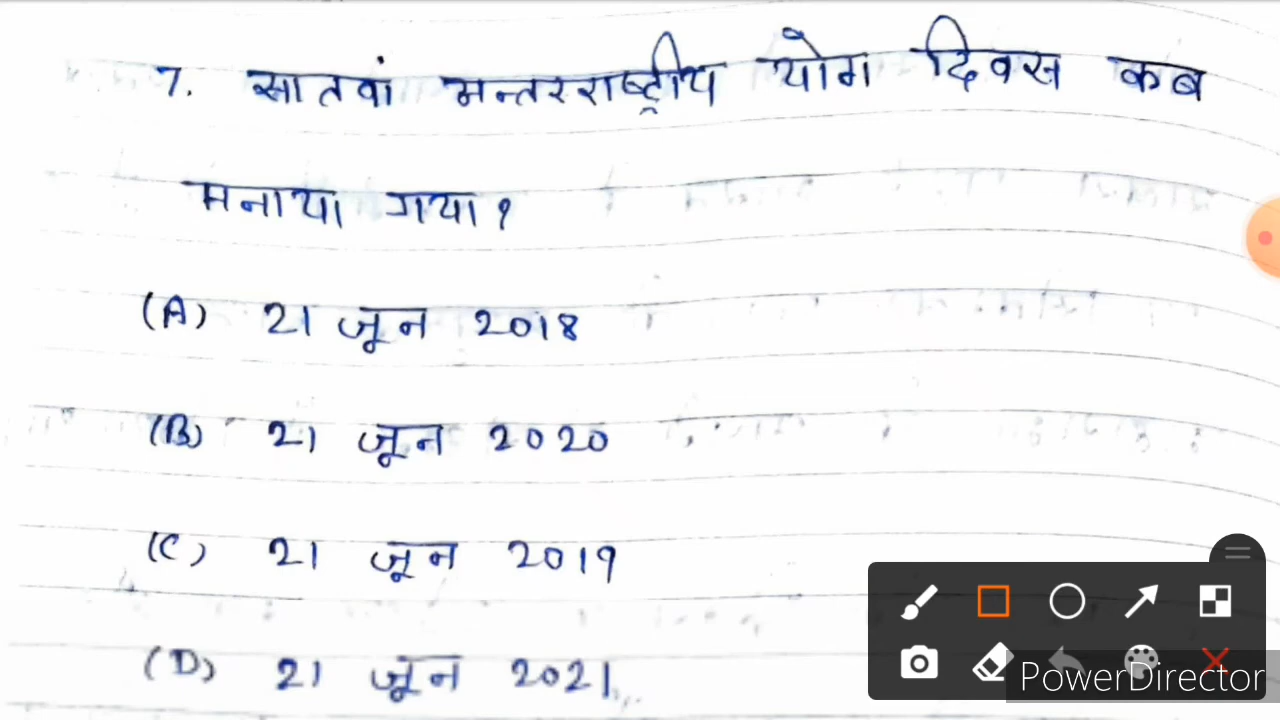 7. सातवां अन्तरराष्ट्रीय योग दिवस कब
मनाया गया?
(A) 21 जून 2018
(B) 21 जून 2020
(C) 21 जून 2019
(D) 21 जून 2021
PowerDirector